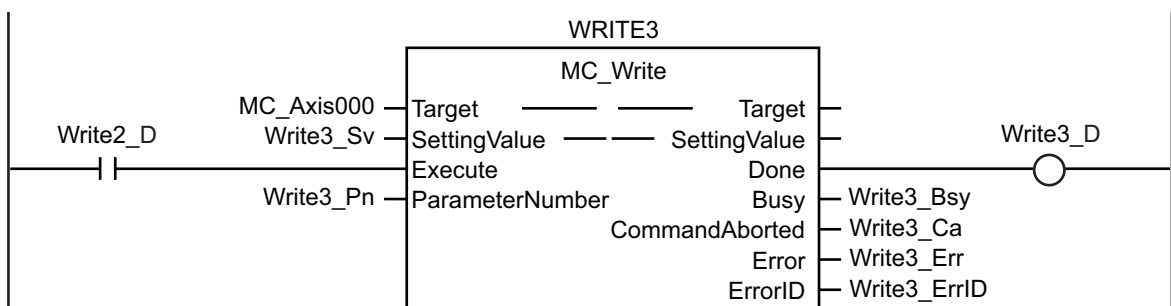 WRITE3
MC_Write
MC_Axis000 Target Target
Write2_D Write3_Sv SettingValue SettingValue Write3_D
Execute Done
Write3_Pn ParameterNumber Busy Write3_Bsy
CommandAborted Write3_Ca
Error Write3_Err
ErrorID Write3_ErrID